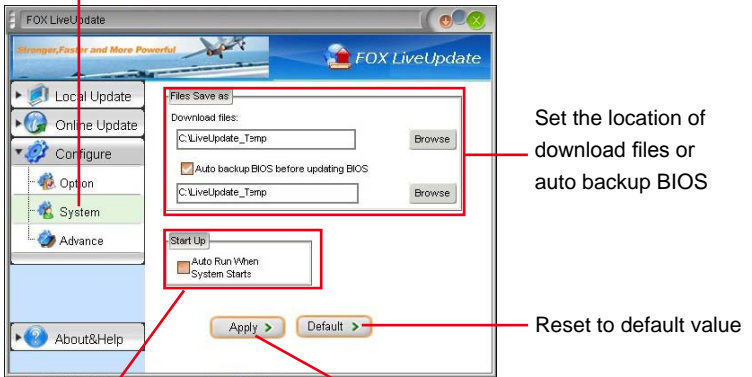 FOX LiveUpdate
Stronger,Faster and More Powerful
FOX LiveUpdate
Local Update
Online Update
Configure
Option
System
Advance
About&Help
Files Save as
Download files:
C:\LiveUpdate_Temp
Browse
Auto backup BIOS before updating BIOS
C:\LiveUpdate_Temp
Browse
Start Up
Auto Run When
System Starts
Apply
Default
Set the location of
download files or
auto backup BIOS
Reset to default value